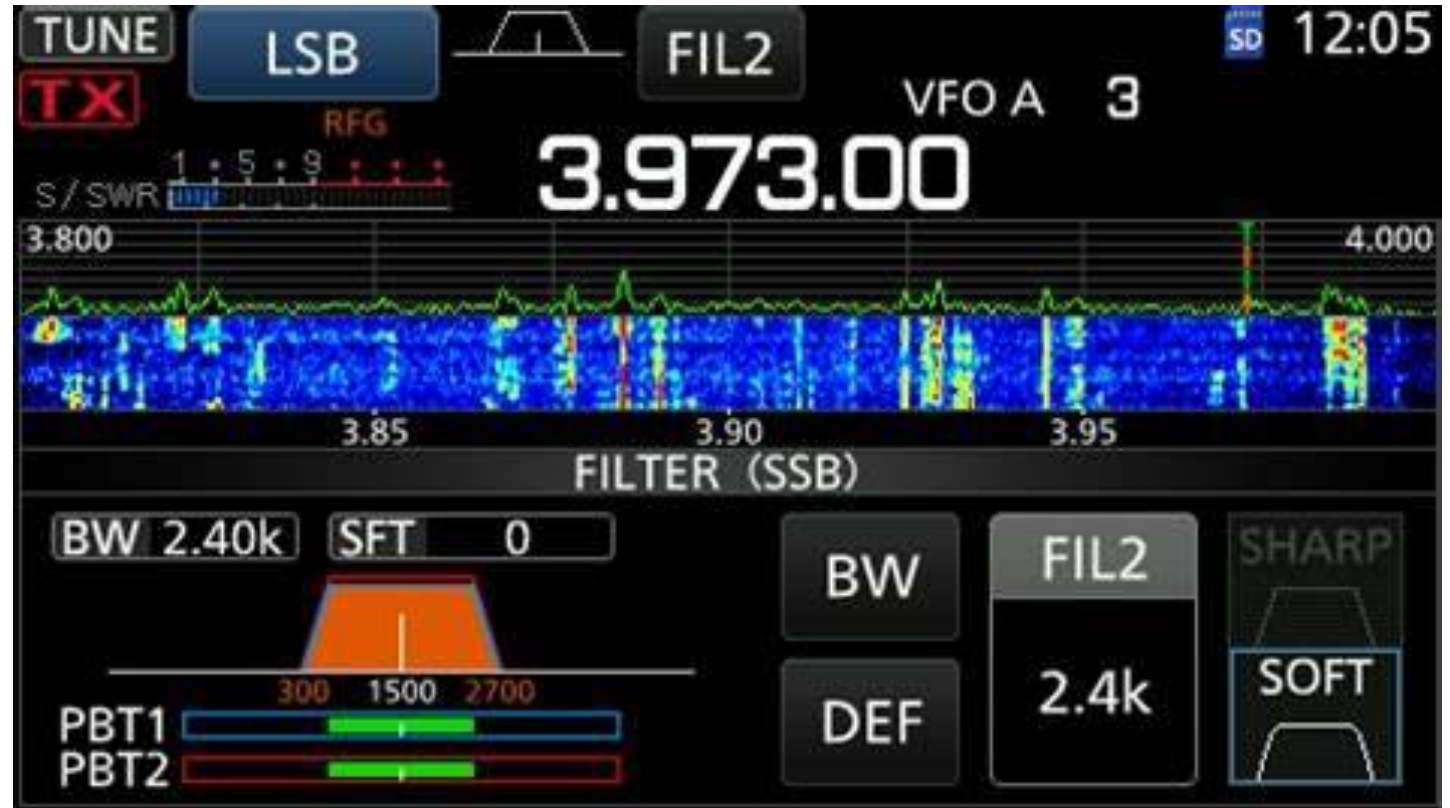 TUNE LSB FIL2 SD 12:05
TX RFG VFO A 3
1 5 9
S/SWR 3.973.00
3.800 4.000
3.85 3.90 3.95
FILTER (SSB)
BW 2.40k SFT 0 BW FIL2 SHARP
300 1500 2700 DEF 2.4k SOFT
PBT1
PBT2